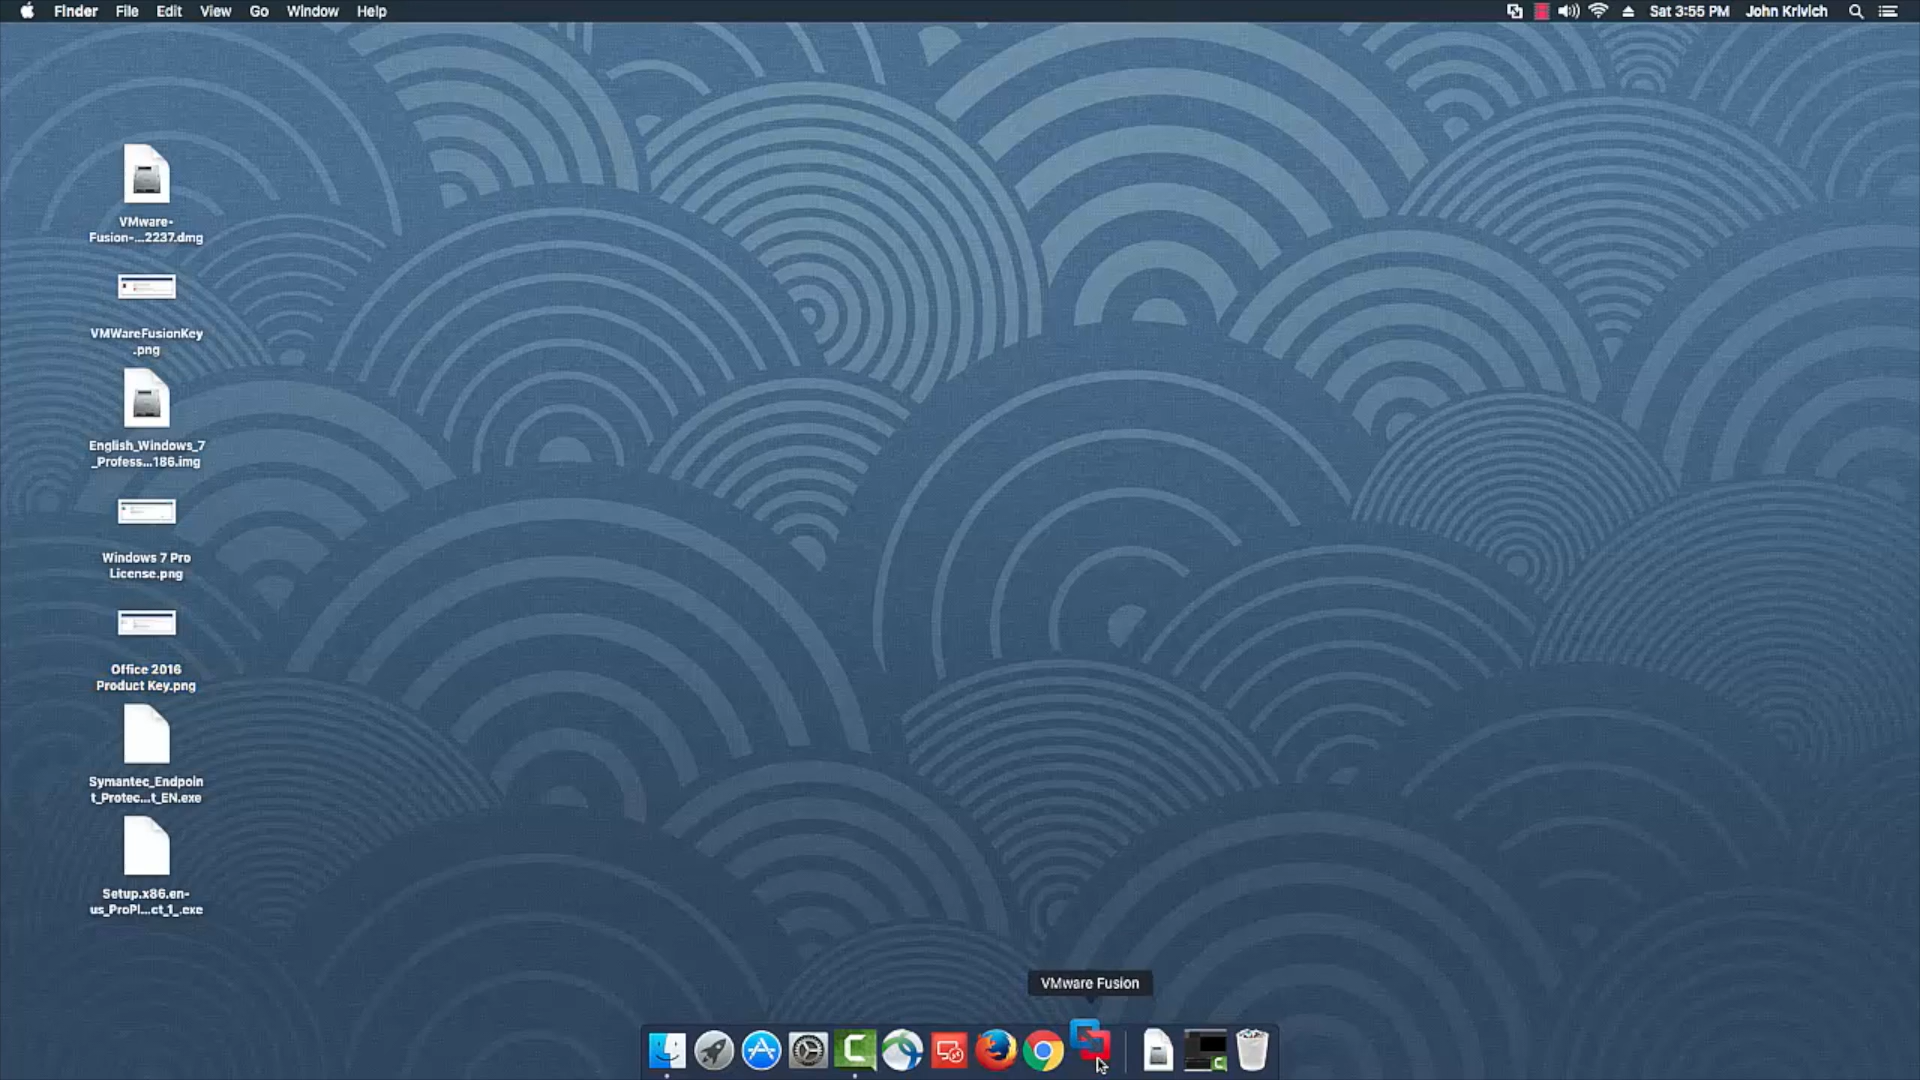 Finder File Edit View Go Window Help
Sat 3:55 PM John Krivich
VMware-
Fusion-...2237.dmg
VMWareFusionKey
.png
English_Windows_7
_Profess...186.img
Windows 7 Pro
License.png
Office 2016
Product Key.png
Symantec_Endpoin
t_Protec...t_EN.exe
Setup.x86.en-
us_ProPl...ct_1_.exe
VMware Fusion